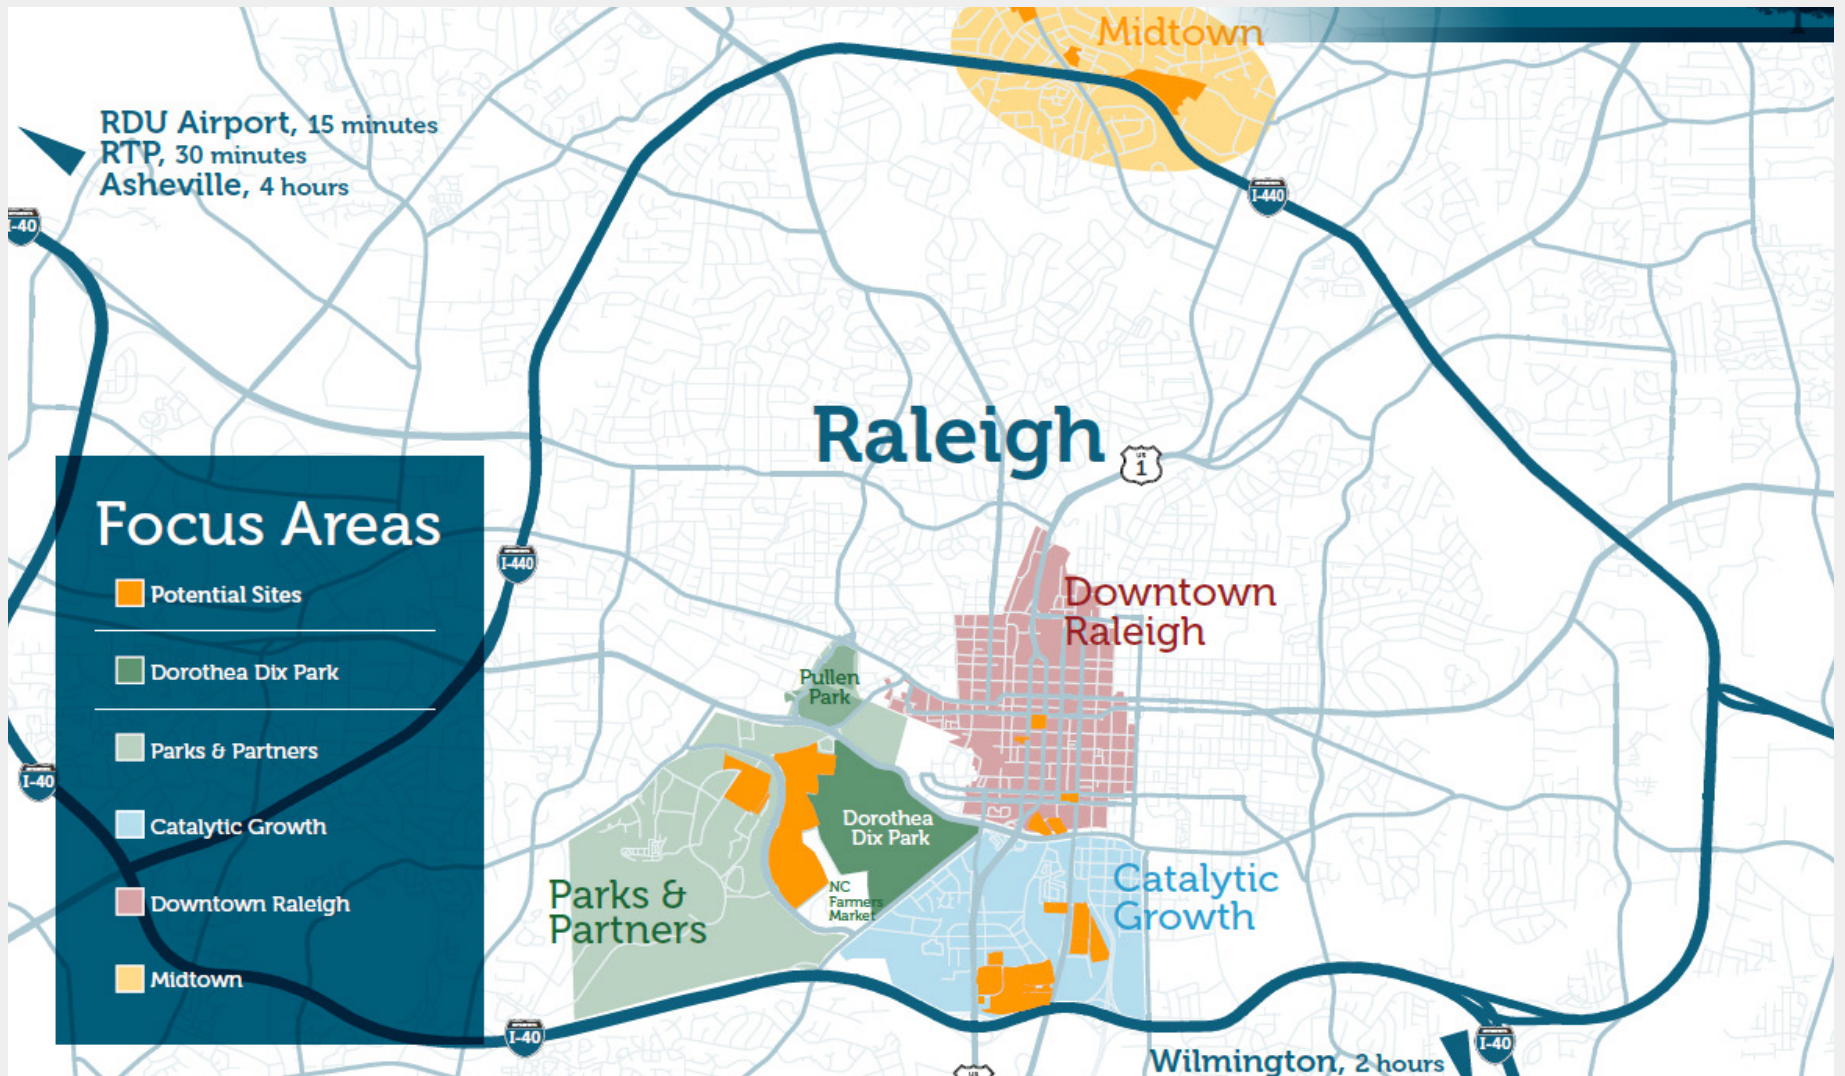 Midtown
RDU Airport, 15 minutes
RTP, 30 minutes
Asheville, 4 hours
I-40
I-440
Raleigh
US
1
Focus Areas
Potential Sites
Dorothea Dix Park
Parks & Partners
Catalytic Growth
Downtown Raleigh
Midtown
I-440
Downtown
Raleigh
Pullen
Park
I-40
Dorothea
Dix Park
NC
Farmers
Market
Parks &
Partners
Catalytic
Growth
I-40
Wilmington, 2 hours
I-40
US